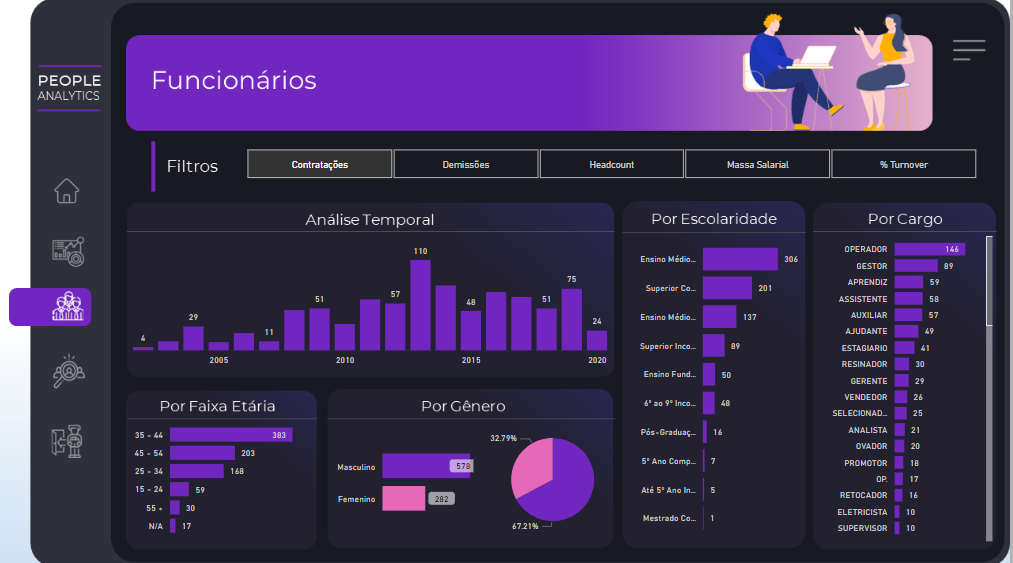 PEOPLE
ANALYTICS
Funcionários
Filtros
Contratações
Demissões
Headcount
Massa Salarial
% Turnover
Análise Temporal
4
29
11
51
57
110
48
51
75
24
2005
2010
2015
2020
Por Faixa Etária
35 - 44 383
45 - 54 203
25 - 34 168
15 - 24 59
55 + 30
N/A 17
Por Gênero
Masculino 578
Femenino 282
32.79%
67.21%
Por Escolaridade
Ensino Médio... 306
Superior Co... 201
Ensino Médio... 137
Superior Inco... 89
Ensino Fund... 50
6º ao 9º Inco... 48
Pós-Graduaç... 16
5º Ano Comp... 7
Até 5º Ano In... 5
Mestrado Co... 1
Por Cargo
OPERADOR 146
GESTOR 89
APRENDIZ 59
ASSISTENTE 58
AUXILIAR 57
AJUDANTE 49
ESTAGIARIO 41
RESINADOR 30
GERENTE 29
VENDEDOR 26
SELECIONAD... 25
ANALISTA 21
OVADOR 20
PROMOTOR 18
OP. 17
RETOCADOR 16
ELETRICISTA 10
SUPERVISOR 10